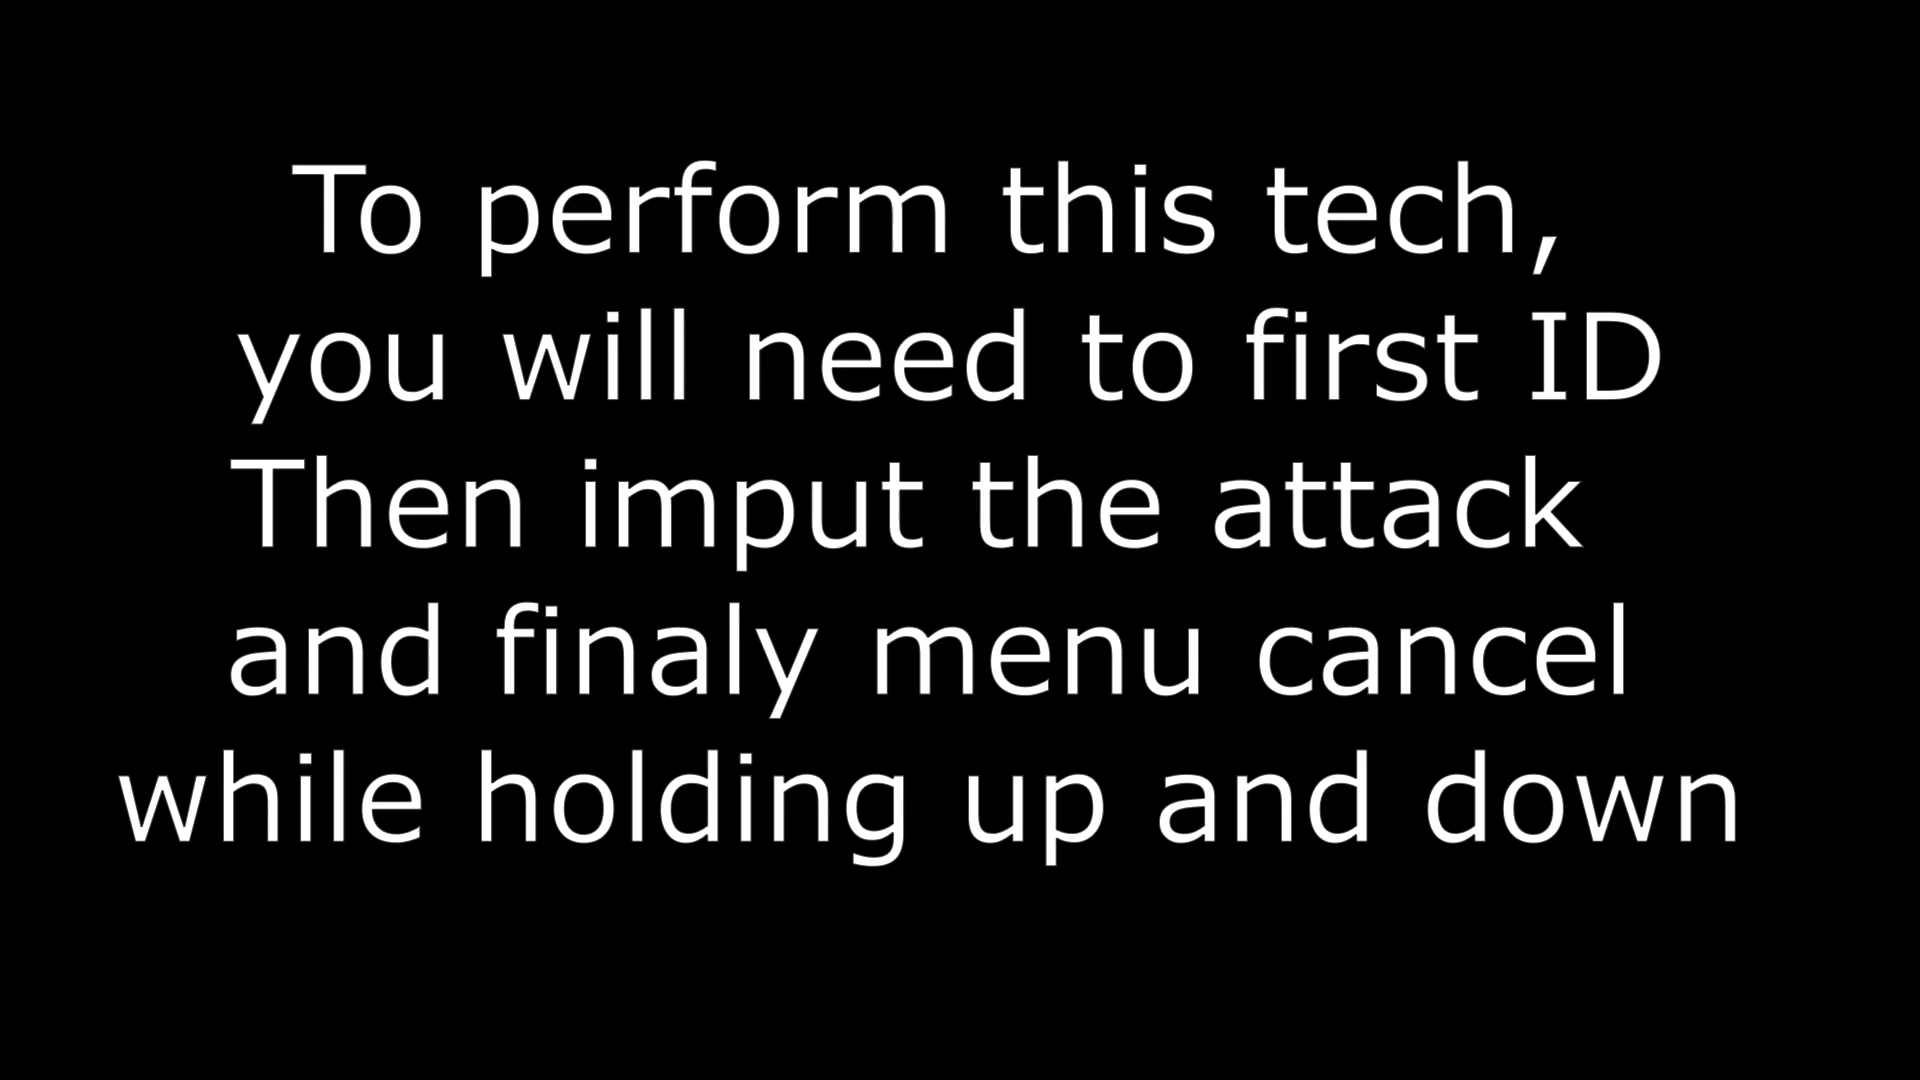 To perform this tech,
you will need to first ID
Then imput the attack
and finaly menu cancel
while holding up and down